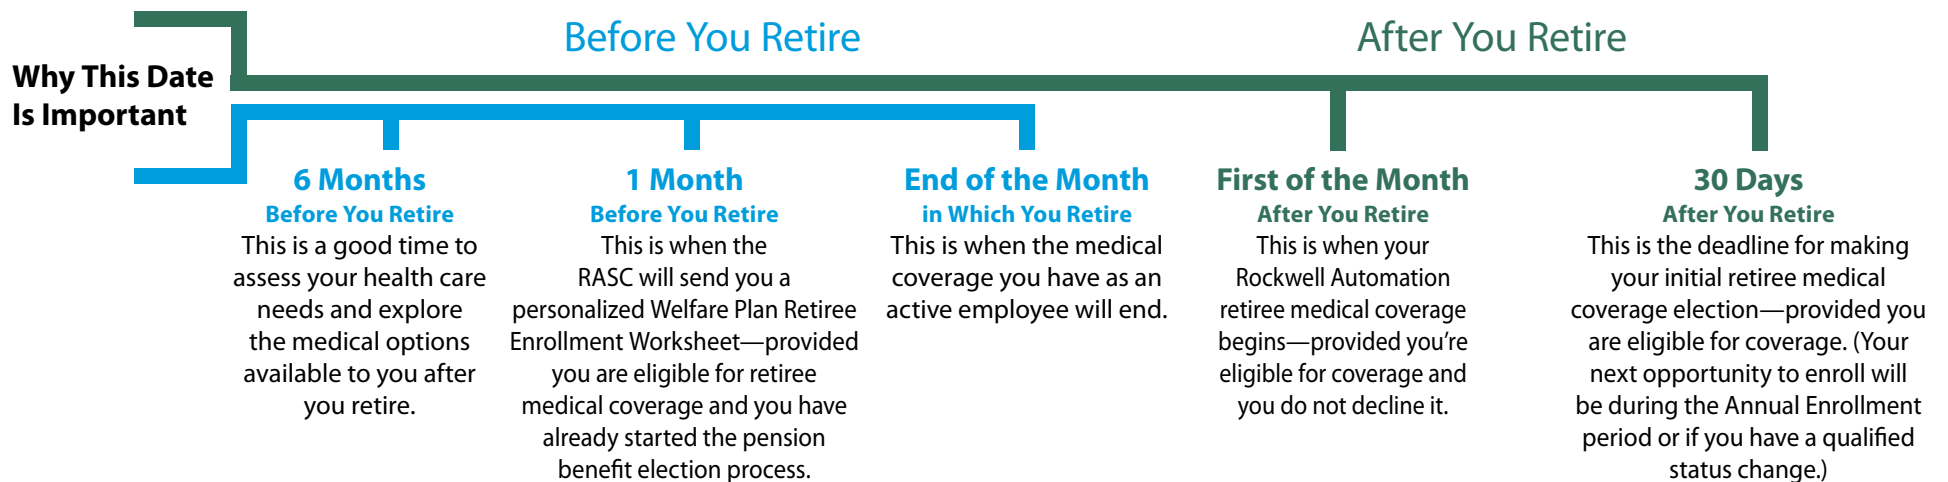 Before You Retire
After You Retire
Why This Date
Is Important
6 Months
Before You Retire
This is a good time to
assess your health care
needs and explore
the medical options
available to you after
you retire.
1 Month
Before You Retire
This is when the
RASC will send you a
personalized Welfare Plan Retiree
Enrollment Worksheet—provided
you are eligible for retiree
medical coverage and you have
already started the pension
benefit election process.
End of the Month
in Which You Retire
This is when the medical
coverage you have as an
active employee will end.
First of the Month
After You Retire
This is when your
Rockwell Automation
retiree medical coverage
begins—provided you’re
eligible for coverage and
you do not decline it.
30 Days
After You Retire
This is the deadline for making
your initial retiree medical
coverage election—provided you
are eligible for coverage. (Your
next opportunity to enroll will
be during the Annual Enrollment
period or if you have a qualified
status change.)